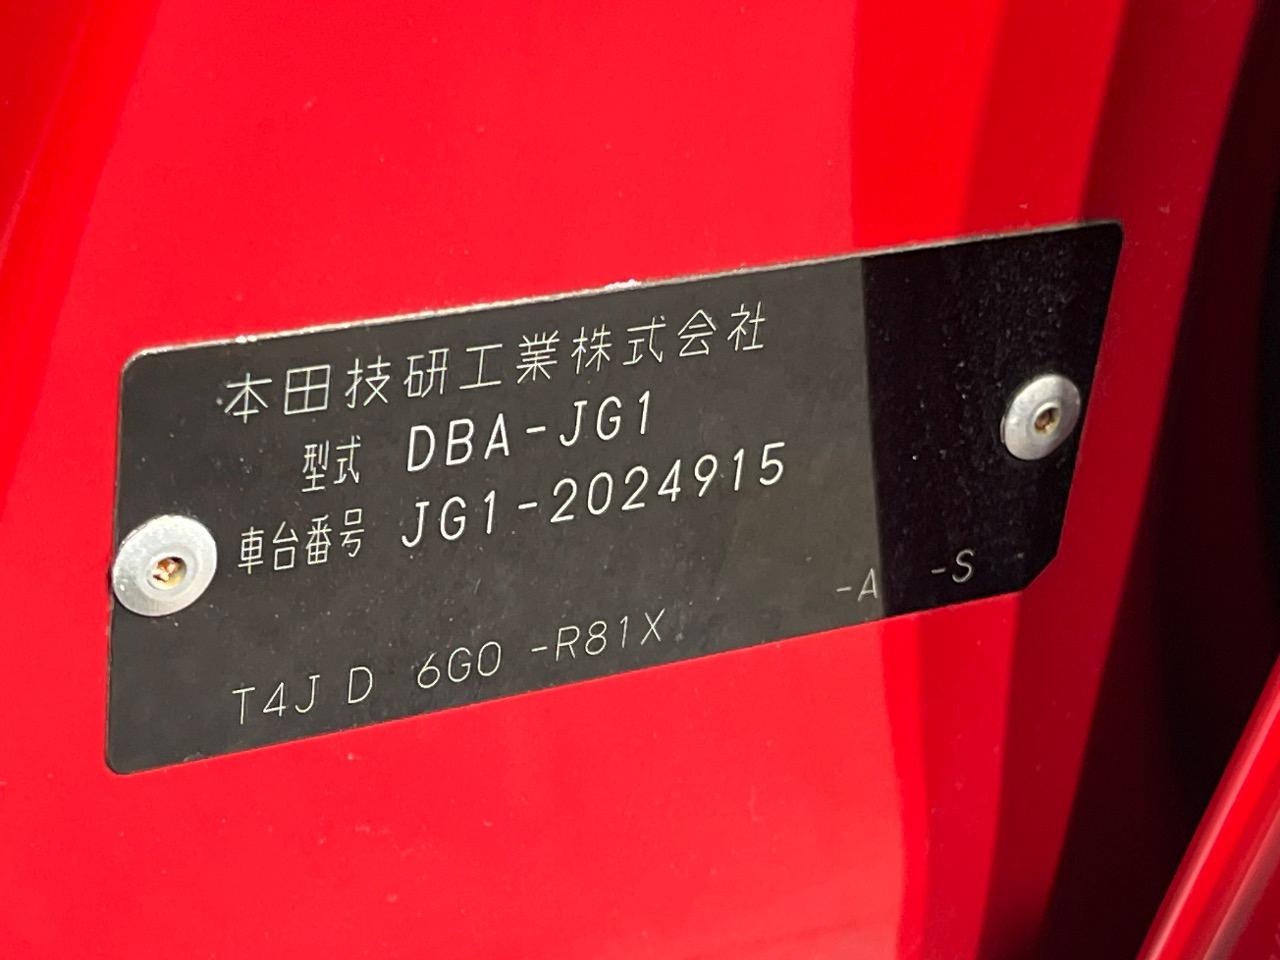 本田技研工業株式会社
型式 DBA-JG1
車台番号 JG1-2024915
-A -S
T4J D 6G0 -R81X